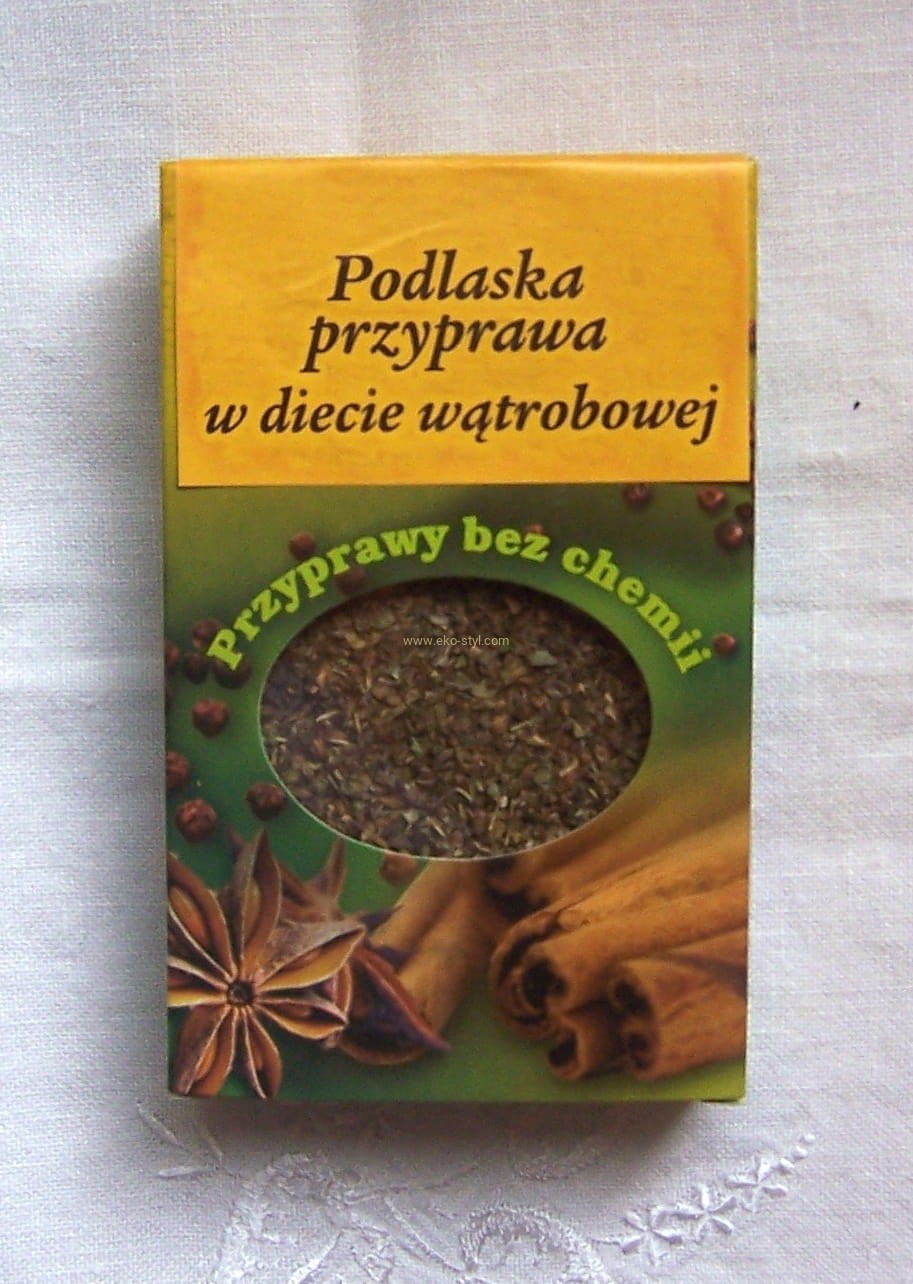 Podlaska
przyprawa
w diecie wątrobowej
Przyprawy bez chemii
www.eko-styl.com